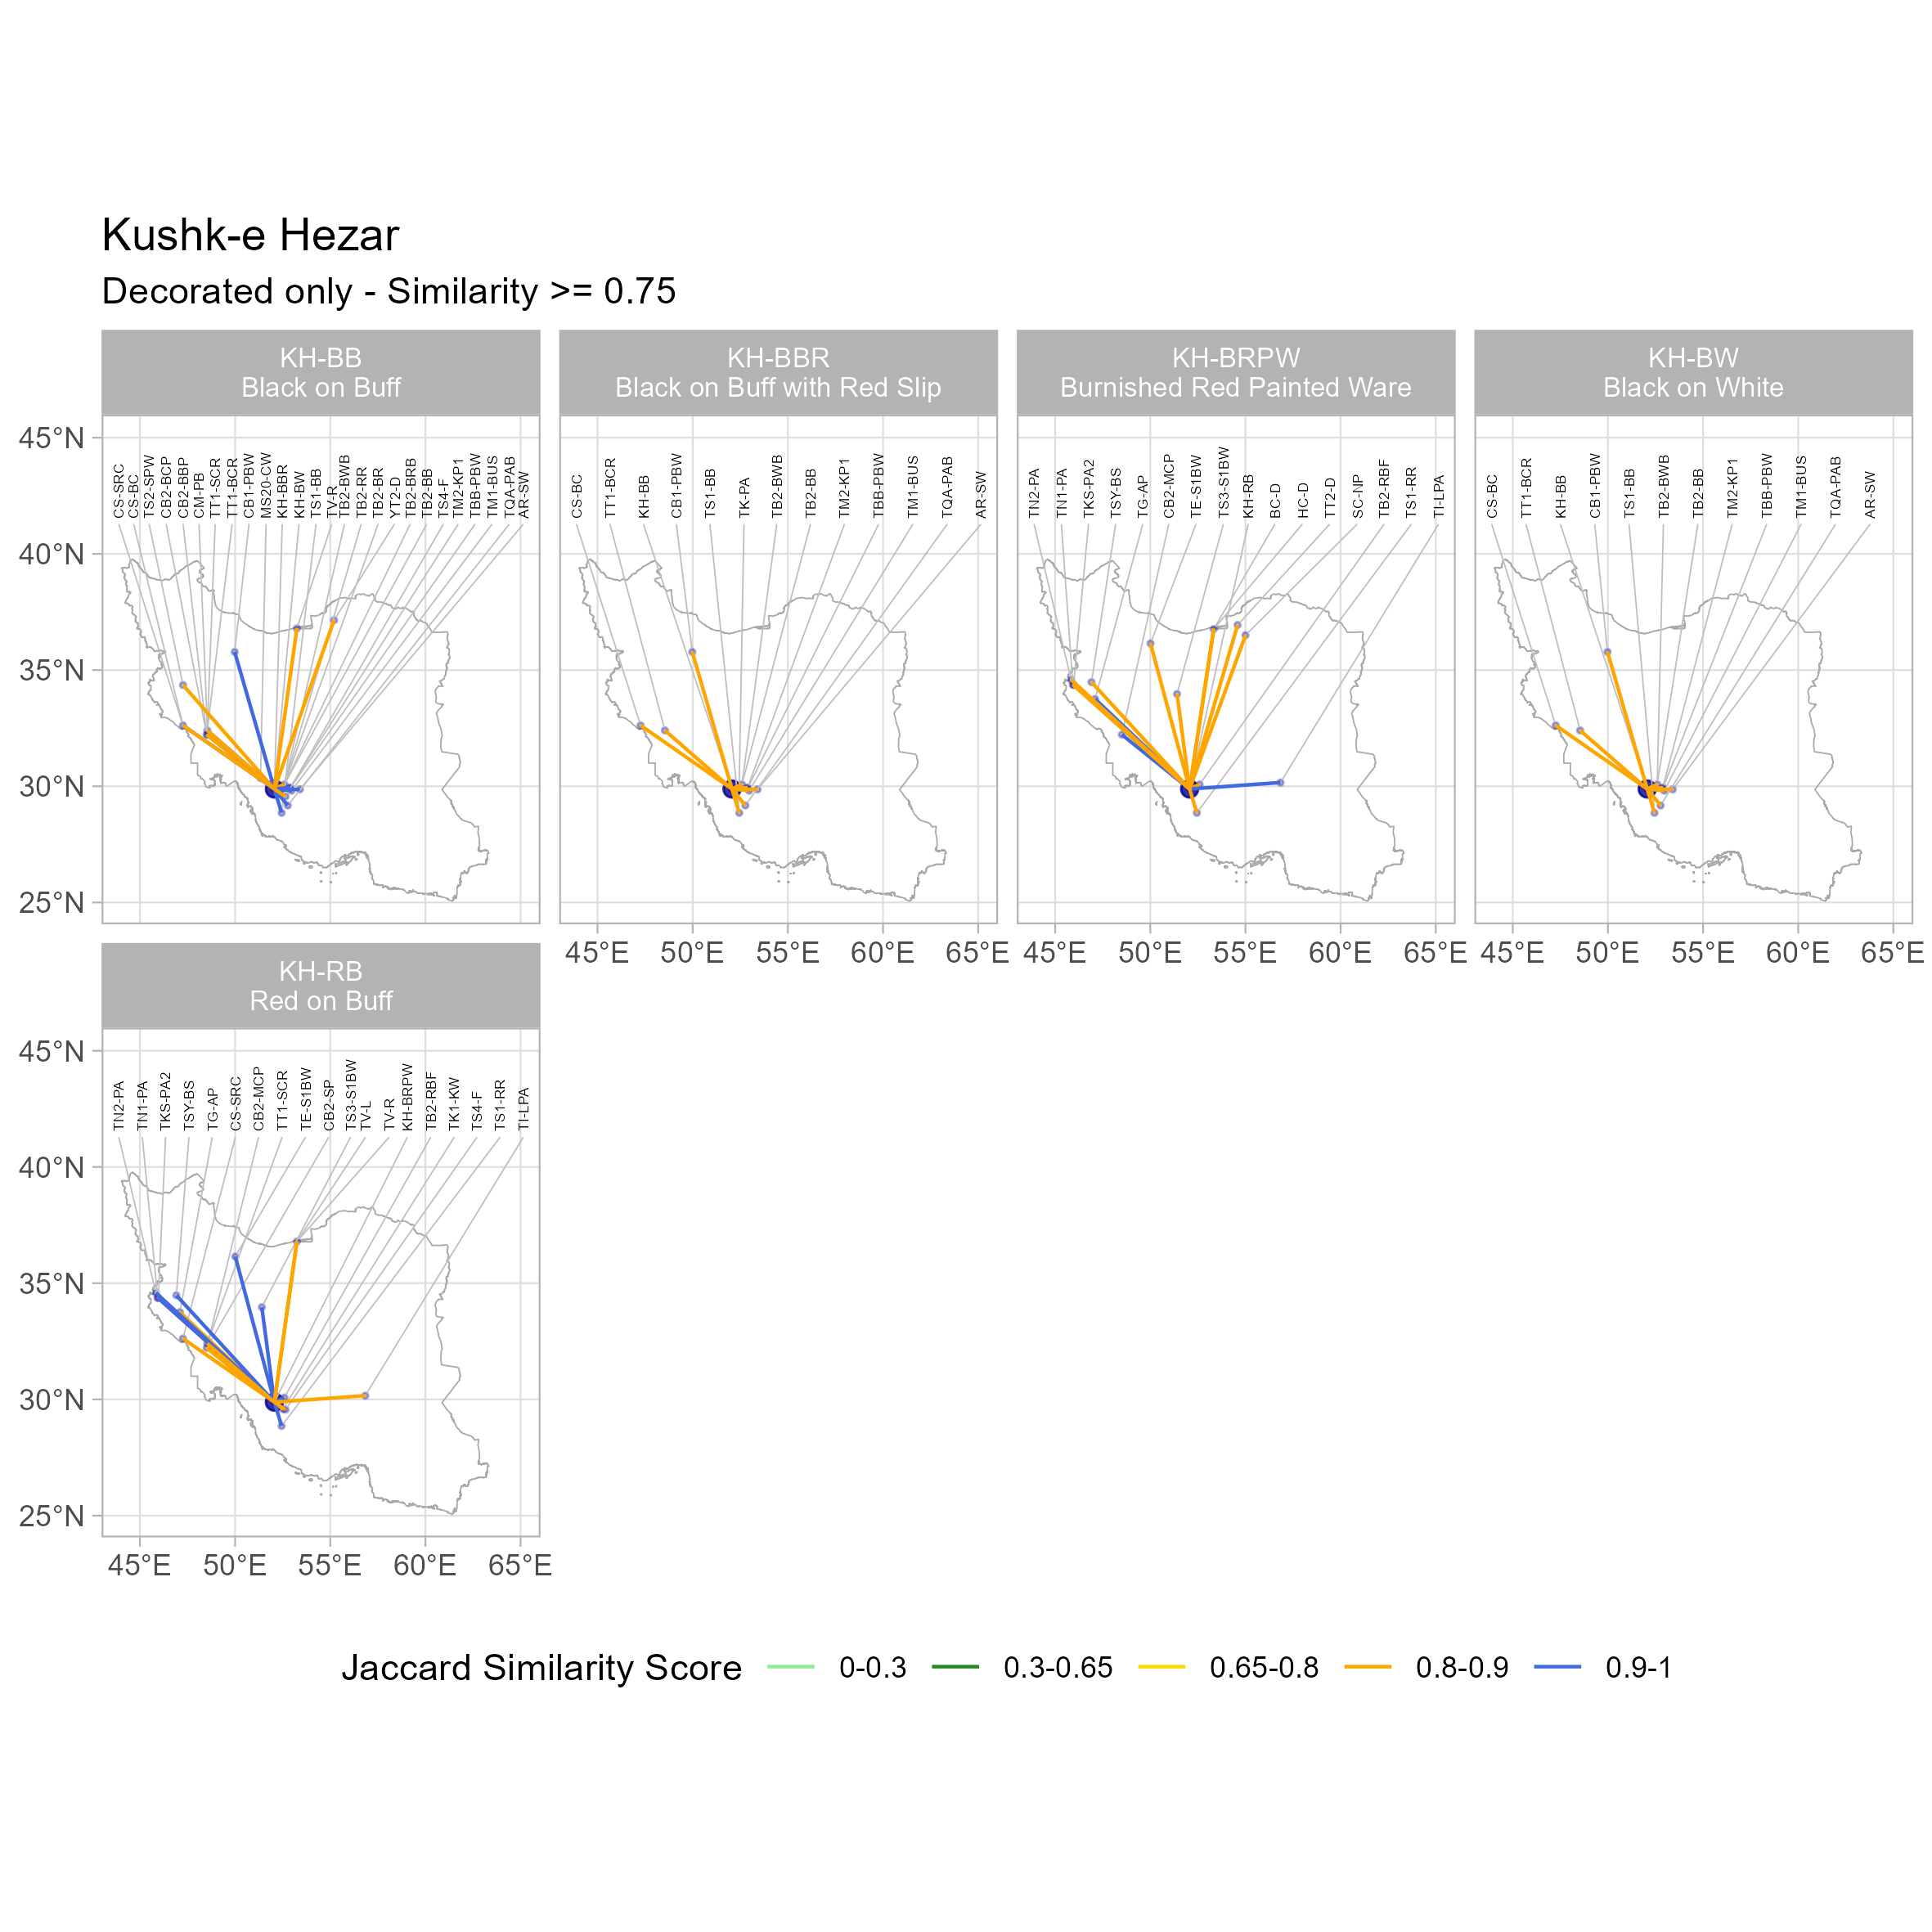 Kushk-e Hezar
Decorated only - Similarity >= 0.75
KH-BB
Black on Buff
KH-BBR
Black on Buff with Red Slip
KH-BRPW
Burnished Red Painted Ware
KH-BW
Black on White
45°N
40°N
35°N
30°N
25°N
CS-SRC
CS-BC
TS2-SPW
CB2-BCP
CB2-BBP
CM-PB
TT1-SCR
TT1-BCR
CB1-PBW
MS20-CW
KH-BBR
KH-BW
TS1-BB
TV-R
TB2-BWB
TB2-RR
TB2-BR
YT2-D
TB2-BRB
TB2-BB
TS4-F
TM2-KP1
TBB-PBW
TM1-BUS
TQA-PAB
AR-SW
CS-BC
TT1-BCR
KH-BB
CB1-PBW
TS1-BB
TK-PA
TB2-BWB
TB2-BB
TM2-KP1
TBB-PBW
TM1-BUS
TQA-PAB
AR-SW
TN2-PA
TN1-PA
TKS-PA2
TSY-BS
TG-AP
CB2-MCP
TE-S1BW
TS3-S1BW
KH-RB
BC-D
HC-D
TT2-D
SC-NP
TB2-RBF
TS1-RR
TI-LPA
CS-BC
TT1-BCR
KH-BB
CB1-PBW
TS1-BB
TB2-BWB
TB2-BB
TM2-KP1
TBB-PBW
TM1-BUS
TQA-PAB
AR-SW
45°E 50°E 55°E 60°E 65°E
45°E 50°E 55°E 60°E 65°E
45°E 50°E 55°E 60°E 65°E
KH-RB
Red on Buff
45°N
40°N
35°N
30°N
25°N
TN2-PA
TN1-PA
TKS-PA2
TSY-BS
TG-AP
CS-SRC
CB2-MCP
TT1-SCR
TE-S1BW
CB2-SP
TS3-S1BW
TV-L
TV-R
KH-BRPW
TB2-RBF
TK1-KW
TS4-F
TS1-RR
TI-LPA
45°E 50°E 55°E 60°E 65°E
Jaccard Similarity Score 0-0.3 0.3-0.65 0.65-0.8 0.8-0.9 0.9-1